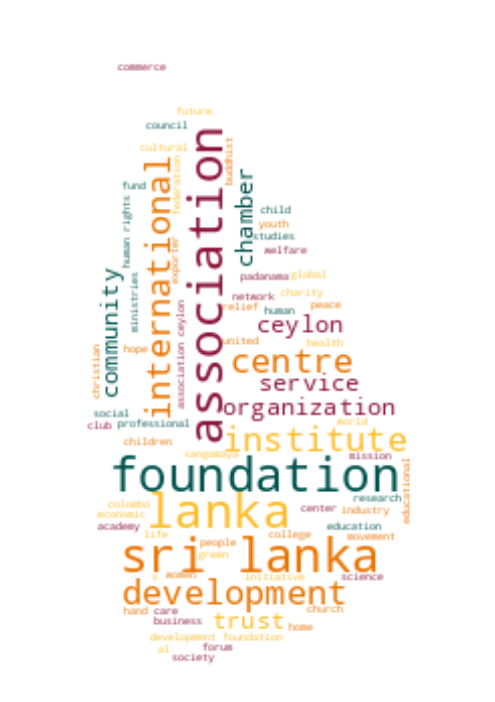 commerce
future
council
cultural
association
international
federation
buddhist
chamber
fund
human rights
child
youth
studies
welfare
exporter
community
ministries
padanama
global
network
charity
association ceylon
relief
human
peace
ceylon
united
health
hope
christian
centre
service
organization
social
club
professional
world
children
institute
sangamaya
mission
foundation
educational
research
colombo
lanka
center
industry
economic
academy
education
life
college
movement
people
sri lanka
green
s
women
initiative
science
development
hand
care
church
business
trust
home
development foundation
al
forum
society